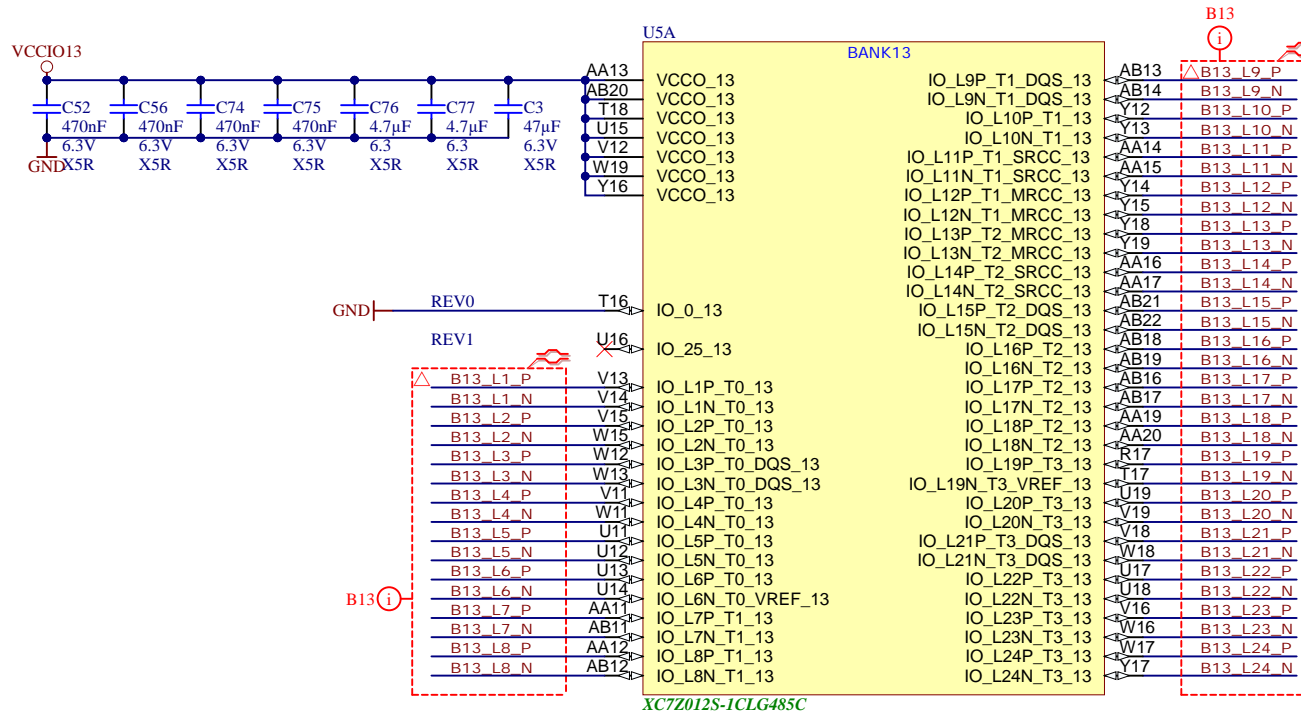 B13
i
U5A
VCCIO13
BANK13
C52 C56 C74 C75 C76 C77 C3
470nF 470nF 470nF 470nF 4.7µF 4.7µF 47µF
6.3V 6.3V 6.3V 6.3V 6.3 6.3 6.3V
X5R X5R X5R X5R X5R X5R X5R
GND
AA13 VCCO_13
AB20 VCCO_13
T18 VCCO_13
U15 VCCO_13
V12 VCCO_13
W19 VCCO_13
Y16 VCCO_13
GND REV0 T16 IO_0_13
REV1 U16 IO_25_13
B13_L1_P V13 IO_L1P_T0_13
B13_L1_N V14 IO_L1N_T0_13
B13_L2_P V15 IO_L2P_T0_13
B13_L2_N W15 IO_L2N_T0_13
B13_L3_P W12 IO_L3P_T0_DQS_13
B13_L3_N W13 IO_L3N_T0_DQS_13
B13_L4_P V11 IO_L4P_T0_13
B13_L4_N W11 IO_L4N_T0_13
B13_L5_P U11 IO_L5P_T0_13
B13_L5_N U12 IO_L5N_T0_13
B13_L6_P U13 IO_L6P_T0_13
B13 i B13_L6_N U14 IO_L6N_T0_VREF_13
B13_L7_P AA11 IO_L7P_T1_13
B13_L7_N AB11 IO_L7N_T1_13
B13_L8_P AA12 IO_L8P_T1_13
B13_L8_N AB12 IO_L8N_T1_13
IO_L9P_T1_DQS_13 AB13 B13_L9_P
IO_L9N_T1_DQS_13 AB14 B13_L9_N
IO_L10P_T1_13 Y12 B13_L10_P
IO_L10N_T1_13 Y13 B13_L10_N
IO_L11P_T1_SRCC_13 AA14 B13_L11_P
IO_L11N_T1_SRCC_13 AA15 B13_L11_N
IO_L12P_T1_MRCC_13 Y14 B13_L12_P
IO_L12N_T1_MRCC_13 Y15 B13_L12_N
IO_L13P_T2_MRCC_13 Y18 B13_L13_P
IO_L13N_T2_MRCC_13 Y19 B13_L13_N
IO_L14P_T2_SRCC_13 AA16 B13_L14_P
IO_L14N_T2_SRCC_13 AA17 B13_L14_N
IO_L15P_T2_DQS_13 AB21 B13_L15_P
IO_L15N_T2_DQS_13 AB22 B13_L15_N
IO_L16P_T2_13 AB18 B13_L16_P
IO_L16N_T2_13 AB19 B13_L16_N
IO_L17P_T2_13 AB16 B13_L17_P
IO_L17N_T2_13 AB17 B13_L17_N
IO_L18P_T2_13 AA19 B13_L18_P
IO_L18N_T2_13 AA20 B13_L18_N
IO_L19P_T3_13 R17 B13_L19_P
IO_L19N_T3_VREF_13 T17 B13_L19_N
IO_L20P_T3_13 U19 B13_L20_P
IO_L20N_T3_13 V19 B13_L20_N
IO_L21P_T3_DQS_13 V18 B13_L21_P
IO_L21N_T3_DQS_13 W18 B13_L21_N
IO_L22P_T3_13 U17 B13_L22_P
IO_L22N_T3_13 U18 B13_L22_N
IO_L23P_T3_13 V16 B13_L23_P
IO_L23N_T3_13 W16 B13_L23_N
IO_L24P_T3_13 W17 B13_L24_P
IO_L24N_T3_13 Y17 B13_L24_N
XC7Z012S-1CLG485C